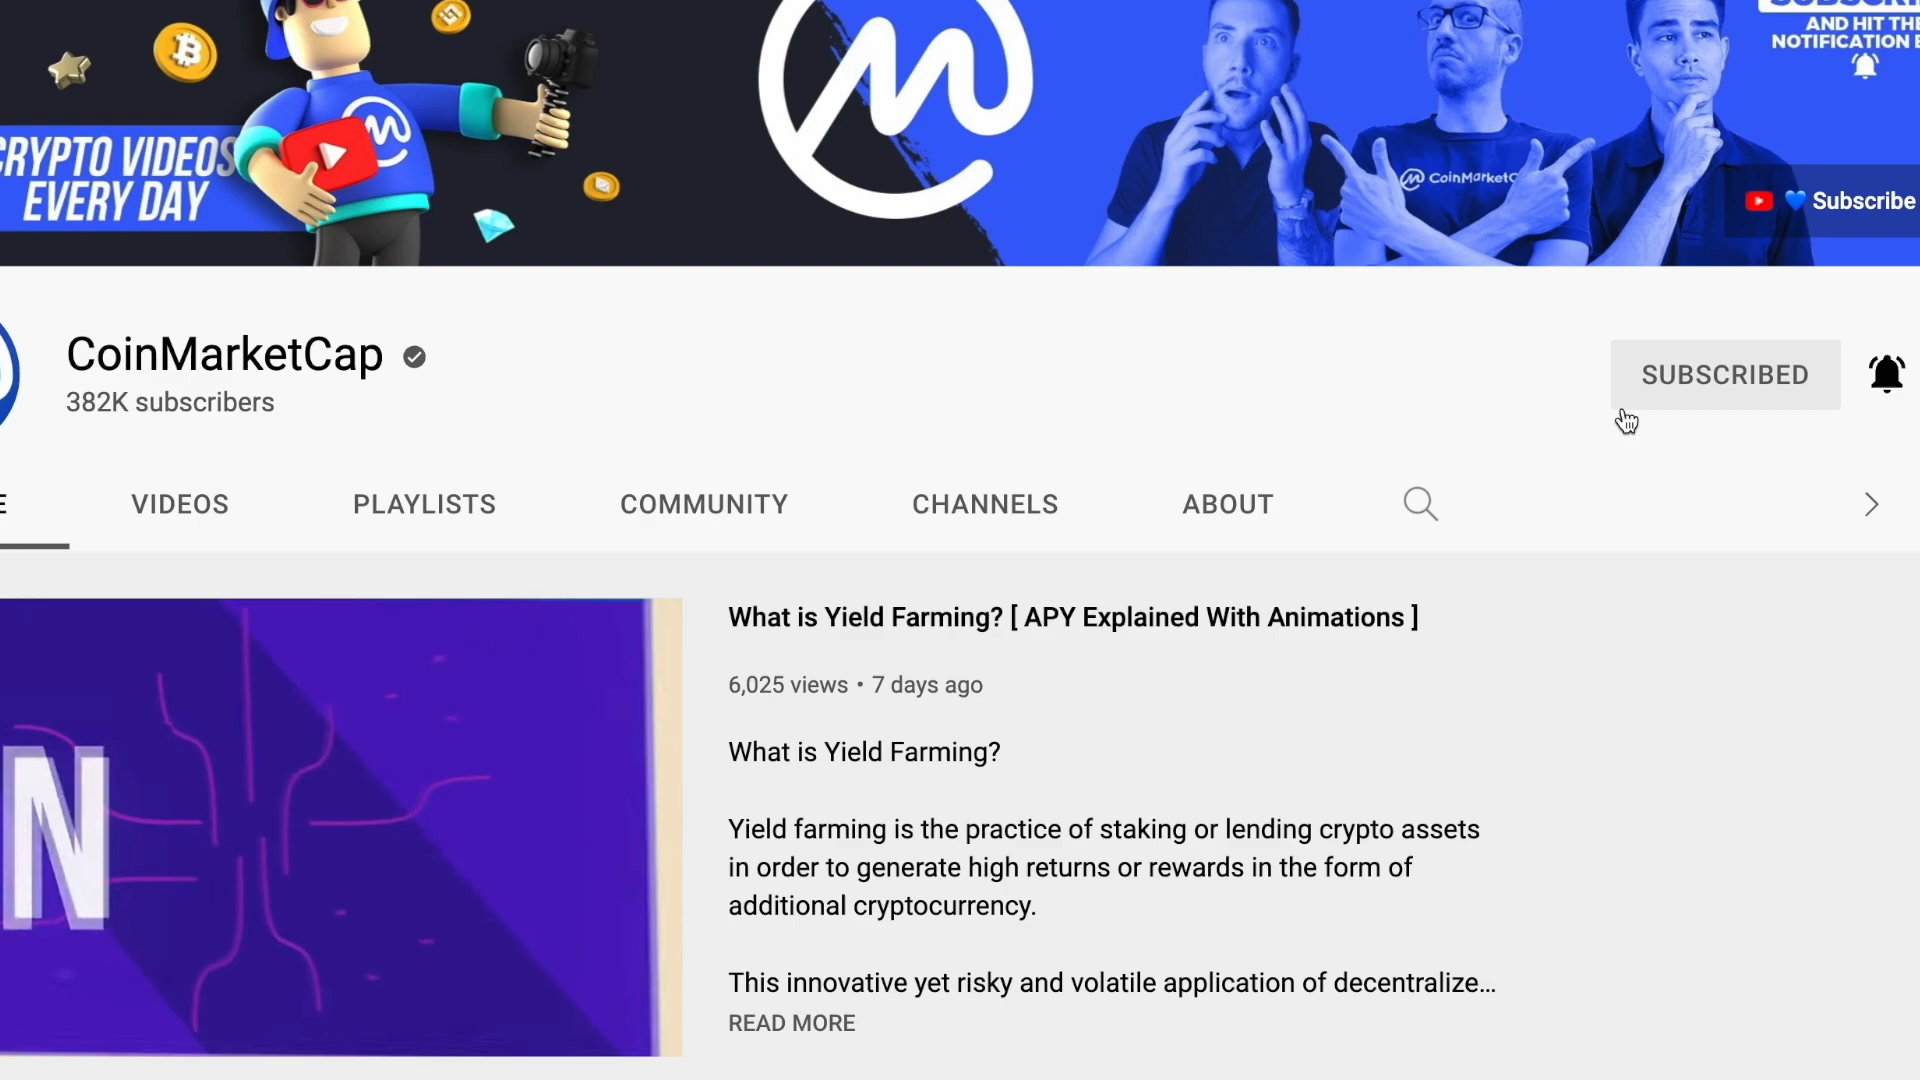 CRYPTO VIDEOS
EVERY DAY
AND HIT THE
NOTIFICATION
CoinMarketC
Subscribe
CoinMarketCap
382K subscribers
SUBSCRIBED
E
VIDEOS
PLAYLISTS
COMMUNITY
CHANNELS
ABOUT
N
What is Yield Farming? [ APY Explained With Animations ]
6,025 views • 7 days ago
What is Yield Farming?
Yield farming is the practice of staking or lending crypto assets
in order to generate high returns or rewards in the form of
additional cryptocurrency.
This innovative yet risky and volatile application of decentralize...
READ MORE